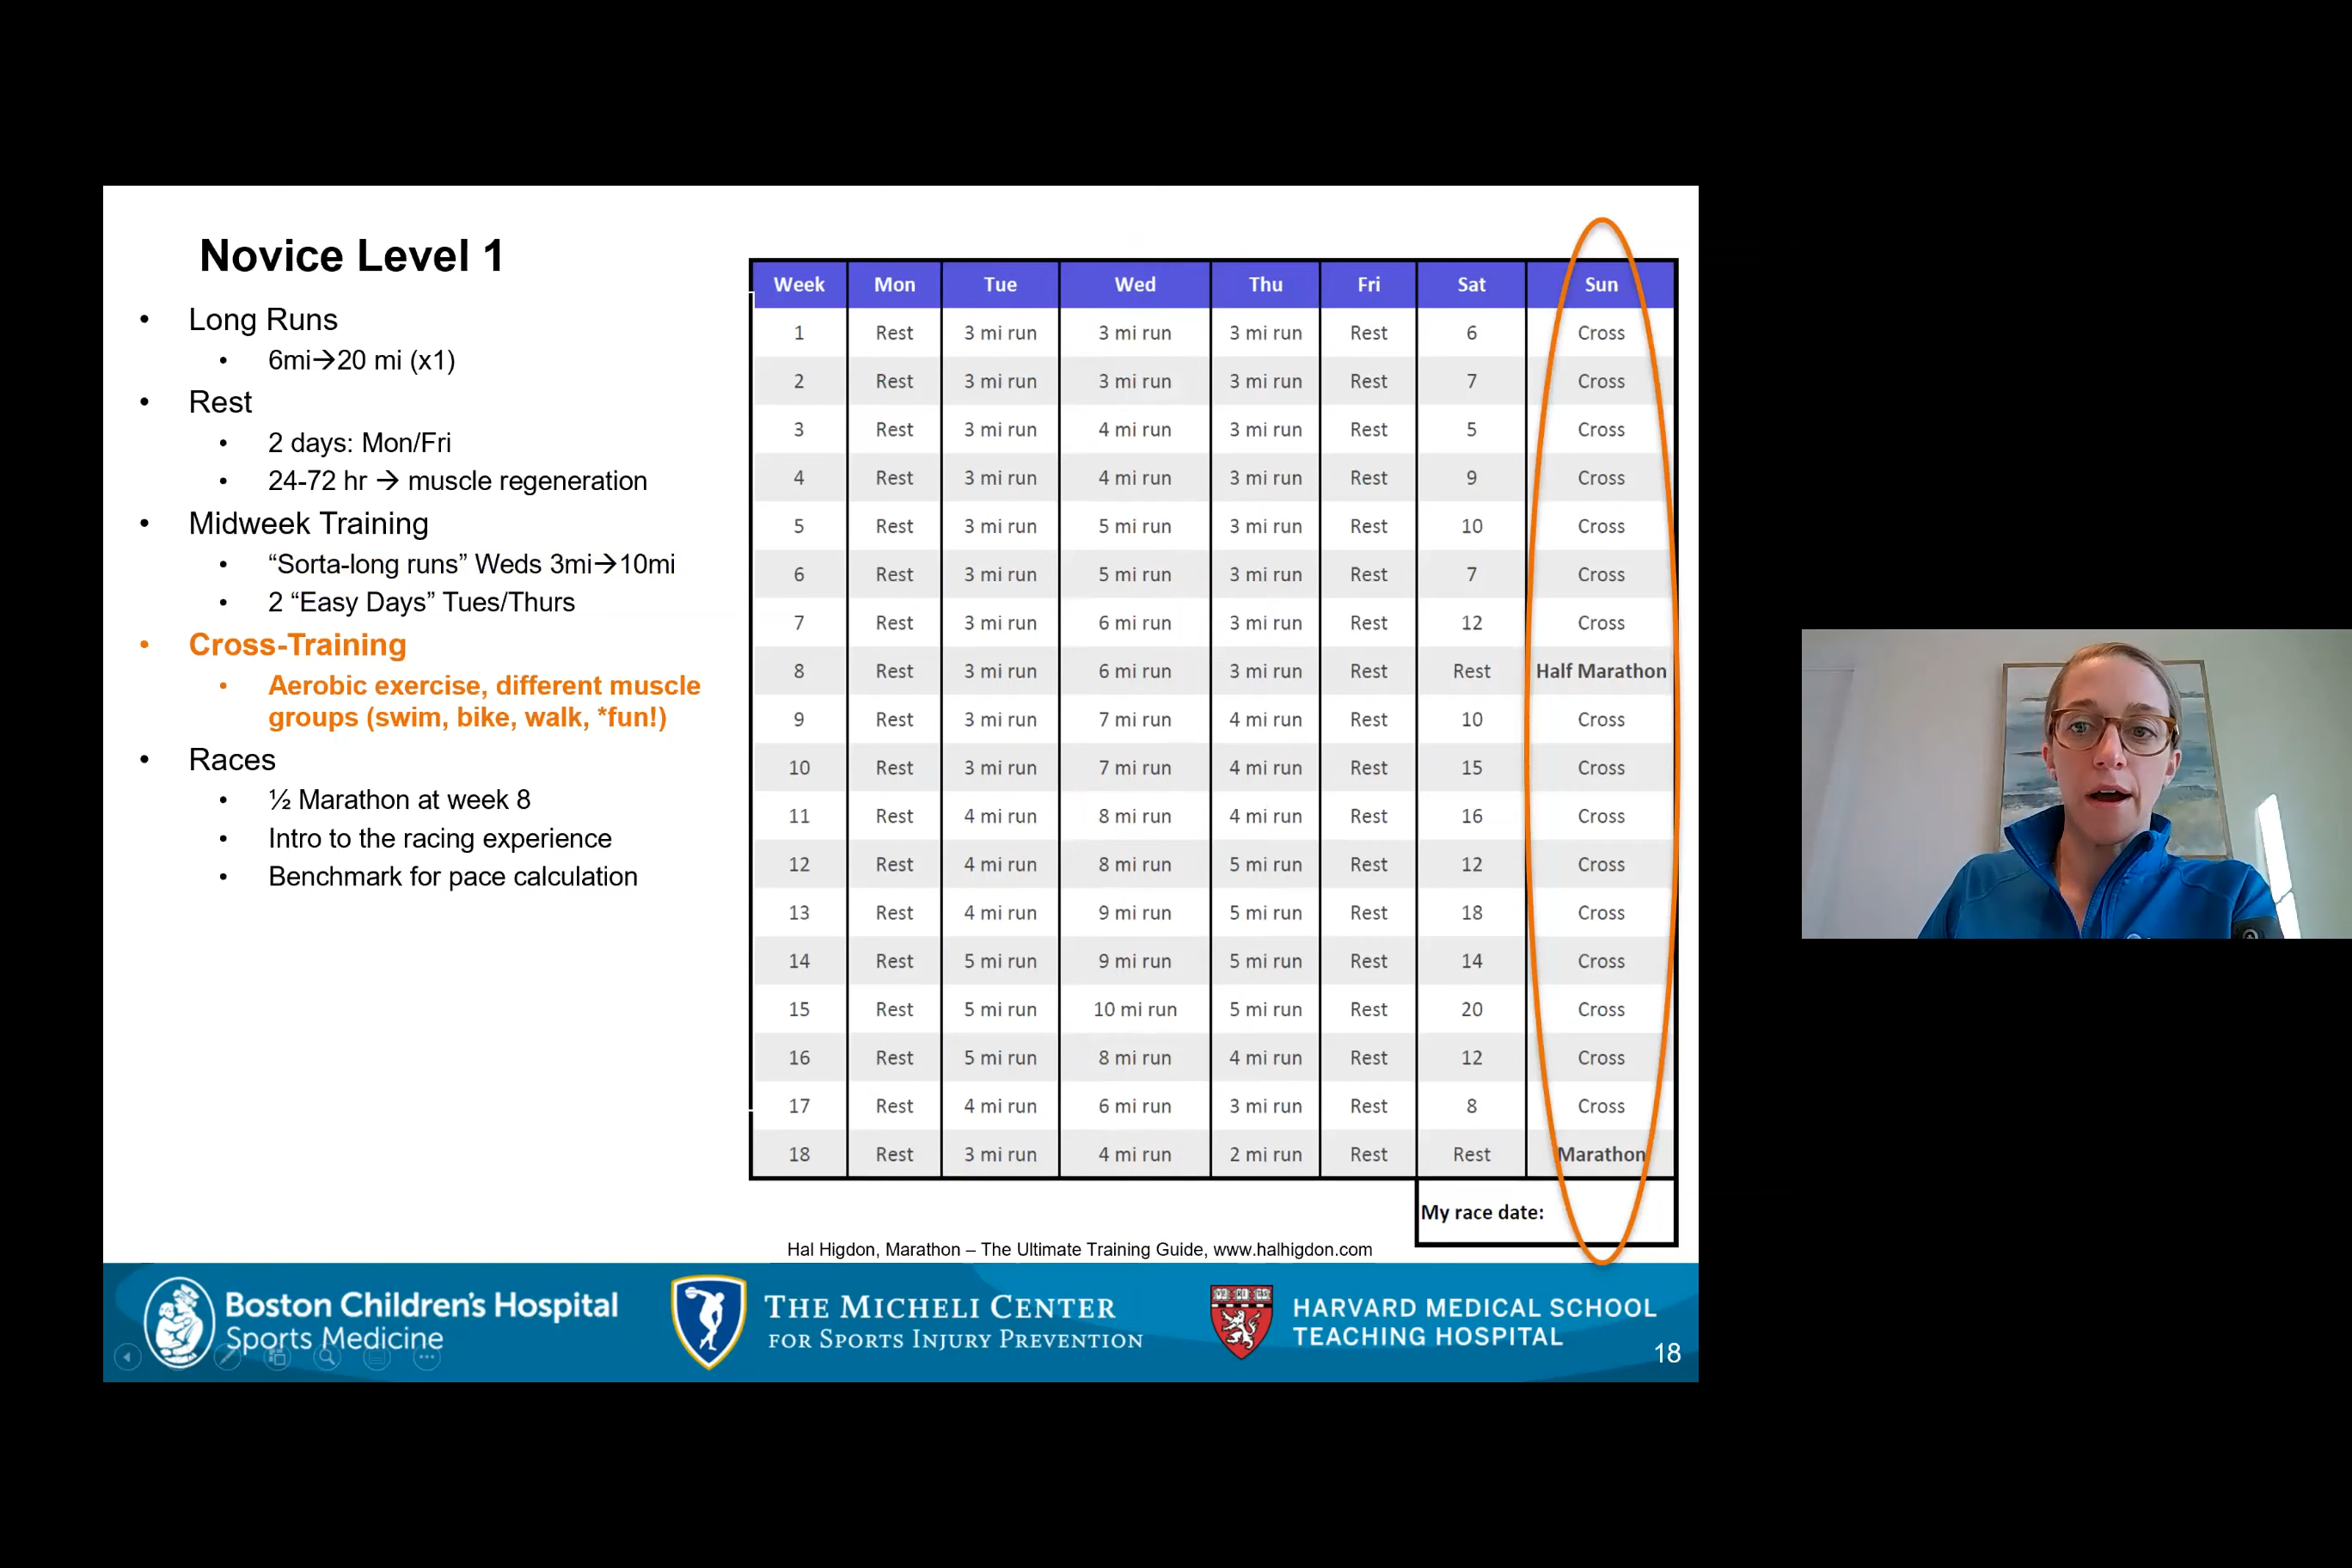 Novice Level 1
• Long Runs
• 6mi→20 mi (x1)
• Rest
• 2 days: Mon/Fri
• 24-72 hr → muscle regeneration
• Midweek Training
• “Sorta-long runs” Weds 3mi→10mi
• 2 “Easy Days” Tues/Thurs
• Cross-Training
• Aerobic exercise, different muscle
groups (swim, bike, walk, *fun!)
• Races
• ½ Marathon at week 8
• Intro to the racing experience
• Benchmark for pace calculation
Week Mon Tue Wed Thu Fri Sat Sun
1 Rest 3 mi run 3 mi run 3 mi run Rest 6 Cross
2 Rest 3 mi run 3 mi run 3 mi run Rest 7 Cross
3 Rest 3 mi run 4 mi run 3 mi run Rest 5 Cross
4 Rest 3 mi run 4 mi run 3 mi run Rest 9 Cross
5 Rest 3 mi run 5 mi run 3 mi run Rest 10 Cross
6 Rest 3 mi run 5 mi run 3 mi run Rest 7 Cross
7 Rest 3 mi run 6 mi run 3 mi run Rest 12 Cross
8 Rest 3 mi run 6 mi run 3 mi run Rest Rest Half Marathon
9 Rest 3 mi run 7 mi run 4 mi run Rest 10 Cross
10 Rest 3 mi run 7 mi run 4 mi run Rest 15 Cross
11 Rest 4 mi run 8 mi run 4 mi run Rest 16 Cross
12 Rest 4 mi run 8 mi run 5 mi run Rest 12 Cross
13 Rest 4 mi run 9 mi run 5 mi run Rest 18 Cross
14 Rest 5 mi run 9 mi run 5 mi run Rest 14 Cross
15 Rest 5 mi run 10 mi run 5 mi run Rest 20 Cross
16 Rest 5 mi run 8 mi run 4 mi run Rest 12 Cross
17 Rest 4 mi run 6 mi run 3 mi run Rest 8 Cross
18 Rest 3 mi run 4 mi run 2 mi run Rest Rest Marathon
My race date:
Hal Higdon, Marathon – The Ultimate Training Guide, www.halhigdon.com
Boston Children's Hospital
Sports Medicine
THE MICHELI CENTER
FOR SPORTS INJURY PREVENTION
HARVARD MEDICAL SCHOOL
TEACHING HOSPITAL
18